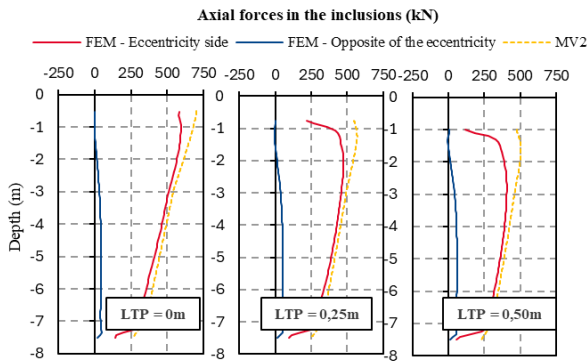 Axial forces in the inclusions (kN)
FEM - Eccentricity side FEM - Opposite of the eccentricity MV2
-250 0 250 500 750 -250 0 250 500 750 -250 0 250 500 750
0 0 0
-1 -1 -1
-2 -2 -2
-3 -3 -3
-4 -4 -4
-5 -5 -5
-6 -6 -6
-7 -7 -7
-8 -8 -8
Depth (m)
LTP = 0m LTP = 0,25m LTP = 0,50m